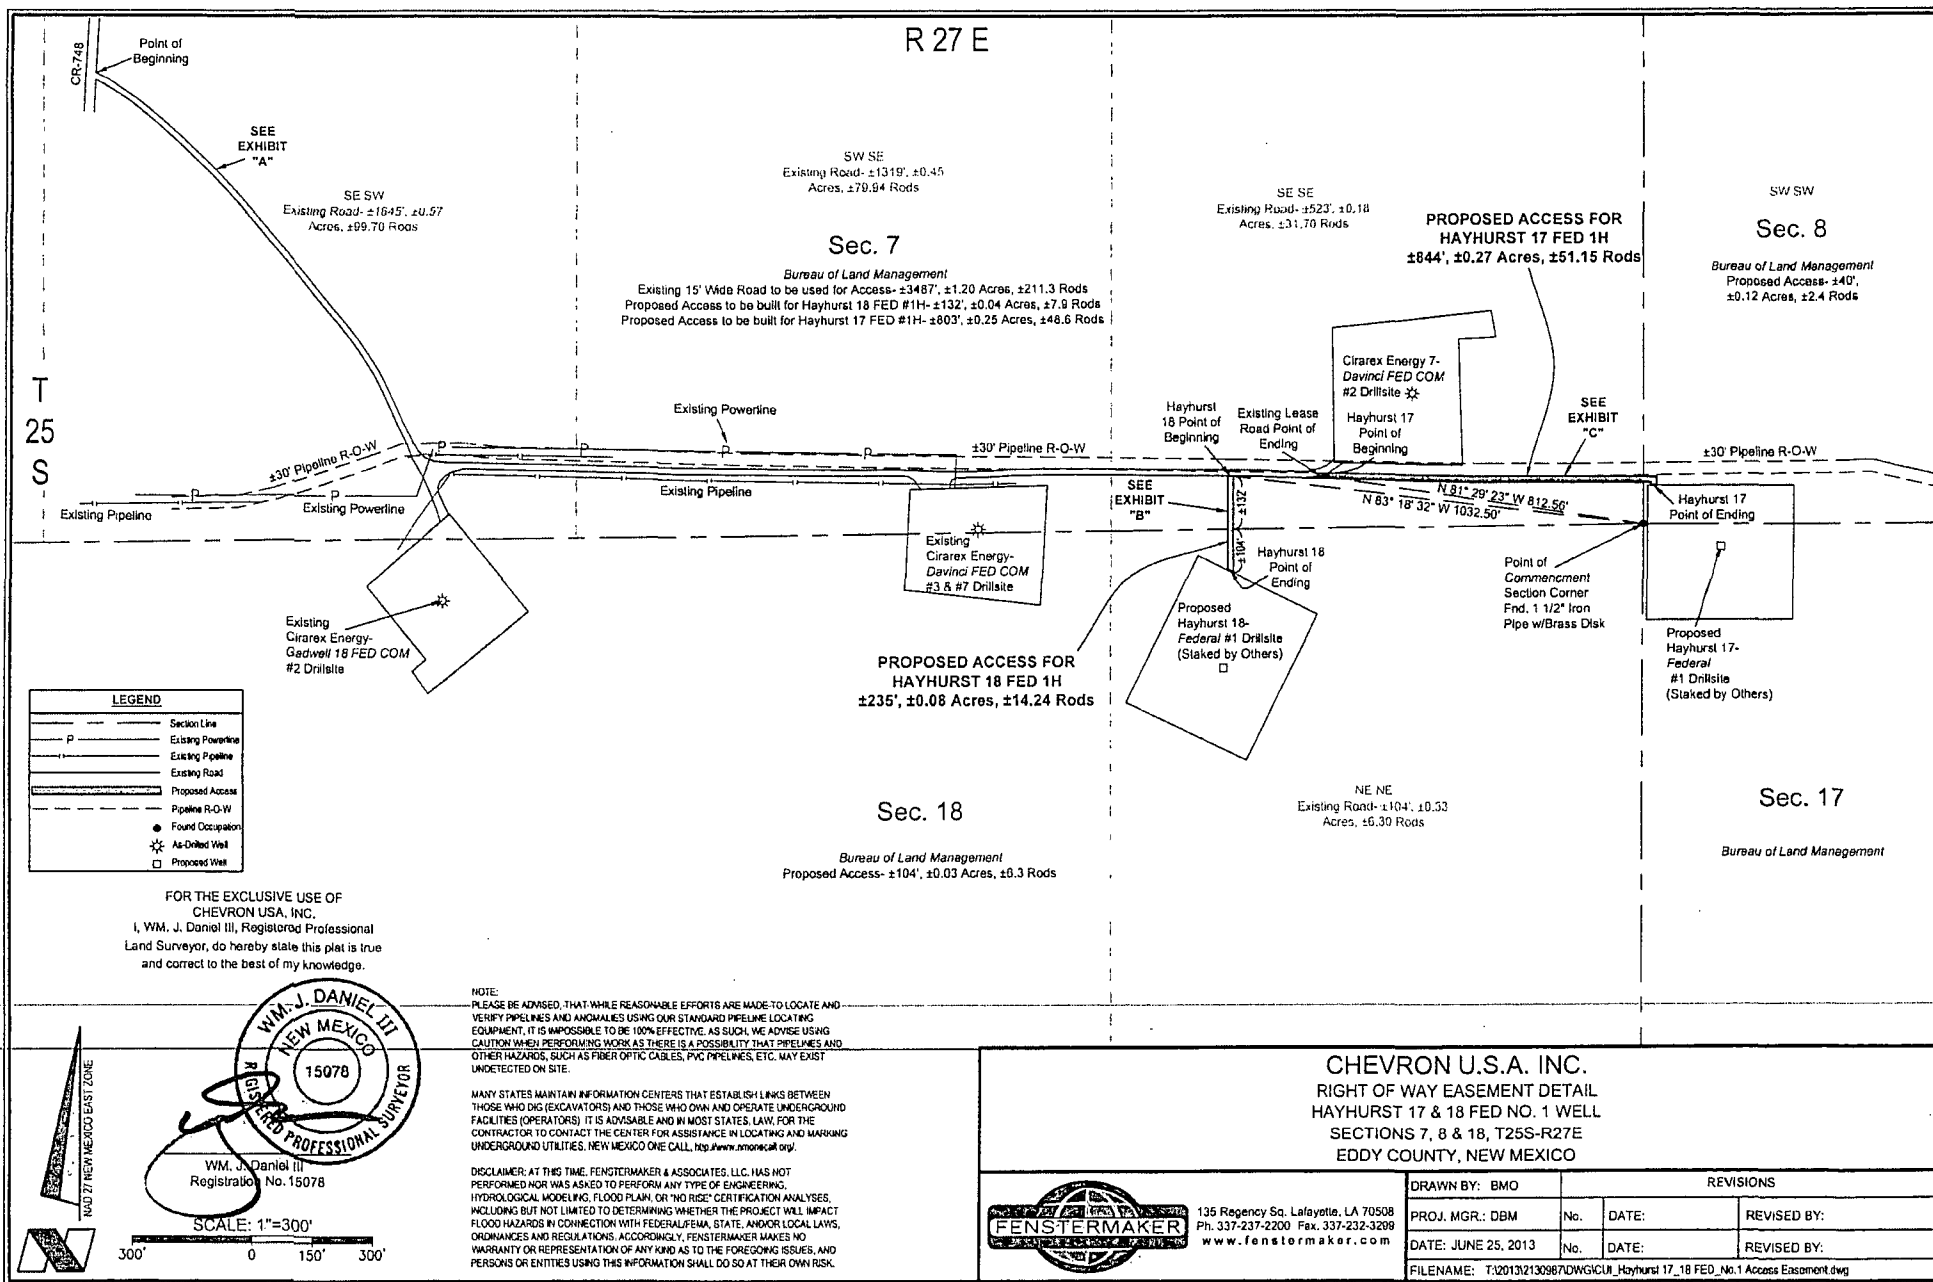 R 27 E
CR-748
Point of
Beginning
SEE
EXHIBIT
"A"
SE SW
Existing Road- ±1645', ±0.57
Acres, ±99.70 Rods
SW SE
Existing Road- ±1319', ±0.45
Acres, ±79.94 Rods
Sec. 7
Bureau of Land Management
Existing 15' Wide Road to be used for Access- ±3487', ±1.20 Acres, ±211.3 Rods
Proposed Access to be built for Hayhurst 18 FED #1H- ±132', ±0.04 Acres, ±7.9 Rods
Proposed Access to be built for Hayhurst 17 FED #1H- ±803', ±0.25 Acres, ±48.6 Rods
SE SE
Existing Road- ±523', ±0.18
Acres, ±31.70 Rods
PROPOSED ACCESS FOR
HAYHURST 17 FED 1H
±844', ±0.27 Acres, ±51.15 Rods
SW SW
Sec. 8
Bureau of Land Management
Proposed Access- ±40',
±0.12 Acres, ±2.4 Rods
T
25
S
Cirarex Energy 7-
Davinci FED COM
#2 Drillsite
Hayhurst
18 Point of
Beginning
Existing Lease
Road Point of
Ending
Hayhurst 17
Point of
Beginning
SEE
EXHIBIT
"C"
Existing Powerline
P
P
P
P
P
P
±30' Pipeline R-O-W
±30' Pipeline R-O-W
±30' Pipeline R-O-W
Existing Pipeline
Existing Powerline
Existing Pipeline
SEE
EXHIBIT
"B"
±132'
±104'
N 81° 29' 23" W 812.56'
N 83° 18' 32" W 1032.50'
Hayhurst 17
Point of Ending
Existing
Cirarex Energy-
Davinci FED COM
#3 & #7 Drillsite
Hayhurst 18
Point of
Ending
Point of
Commencment
Section Corner
Fnd. 1 1/2" Iron
Pipe w/Brass Disk
Existing
Cirarex Energy-
Gadwell 18 FED COM
#2 Drillsite
Proposed
Hayhurst 18-
Federal #1 Drillsite
(Staked by Others)
Proposed
Hayhurst 17-
Federal
#1 Drillsite
(Staked by Others)
PROPOSED ACCESS FOR
HAYHURST 18 FED 1H
±235', ±0.08 Acres, ±14.24 Rods
LEGEND
Section Line
P Existing Powerline
Existing Pipeline
Existing Road
Proposed Access
Pipeline R-O-W
Found Occupation
As-Drilled Well
Proposed Well
Sec. 18
Bureau of Land Management
Proposed Access- ±104', ±0.03 Acres, ±6.3 Rods
NE NE
Existing Road- ±104', ±0.33
Acres, ±6.30 Rods
Sec. 17
Bureau of Land Management
FOR THE EXCLUSIVE USE OF
CHEVRON USA, INC.
I, WM. J. Daniel III, Registered Professional
Land Surveyor, do hereby state this plat is true
and correct to the best of my knowledge.
WM. J. DANIEL III
NEW MEXICO
15078
REGISTERED PROFESSIONAL SURVEYOR
WM. J. Daniel III
Registration No. 15078
NAD 27 NEW MEXICO EAST ZONE
SCALE: 1"=300'
300' 0 150' 300'
NOTE:
PLEASE BE ADVISED, THAT WHILE REASONABLE EFFORTS ARE MADE TO LOCATE AND
VERIFY PIPELINES AND ANOMALIES USING OUR STANDARD PIPELINE LOCATING
EQUIPMENT, IT IS IMPOSSIBLE TO BE 100% EFFECTIVE. AS SUCH, WE ADVISE USING
CAUTION WHEN PERFORMING WORK AS THERE IS A POSSIBILITY THAT PIPELINES AND
OTHER HAZARDS, SUCH AS FIBER OPTIC CABLES, PVC PIPELINES, ETC. MAY EXIST
UNDETECTED ON SITE.
MANY STATES MAINTAIN INFORMATION CENTERS THAT ESTABLISH LINKS BETWEEN
THOSE WHO DIG (EXCAVATORS) AND THOSE WHO OWN AND OPERATE UNDERGROUND
FACILITIES (OPERATORS). IT IS ADVISABLE AND IN MOST STATES, LAW, FOR THE
CONTRACTOR TO CONTACT THE CENTER FOR ASSISTANCE IN LOCATING AND MARKING
UNDERGROUND UTILITIES. NEW MEXICO ONE CALL, http://www.nmonecall.org/.
DISCLAIMER: AT THIS TIME, FENSTERMAKER & ASSOCIATES, LLC. HAS NOT
PERFORMED NOR WAS ASKED TO PERFORM ANY TYPE OF ENGINEERING,
HYDROLOGICAL MODELING, FLOOD PLAIN, OR "NO RISE" CERTIFICATION ANALYSES,
INCLUDING BUT NOT LIMITED TO DETERMINING WHETHER THE PROJECT WILL IMPACT
FLOOD HAZARDS IN CONNECTION WITH FEDERAL/FEMA, STATE, AND/OR LOCAL LAWS,
ORDINANCES AND REGULATIONS. ACCORDINGLY, FENSTERMAKER MAKES NO
WARRANTY OR REPRESENTATION OF ANY KIND AS TO THE FOREGOING ISSUES, AND
PERSONS OR ENTITIES USING THIS INFORMATION SHALL DO SO AT THEIR OWN RISK.
CHEVRON U.S.A. INC.
RIGHT OF WAY EASEMENT DETAIL
HAYHURST 17 & 18 FED NO. 1 WELL
SECTIONS 7, 8 & 18, T25S-R27E
EDDY COUNTY, NEW MEXICO
FENSTERMAKER
135 Regency Sq. Lafayette, LA 70508
Ph. 337-237-2200 Fax. 337-232-3299
www.fenstermaker.com
DRAWN BY: BMO
REVISIONS
PROJ. MGR.: DBM
No. DATE: REVISED BY:
DATE: JUNE 25, 2013
No. DATE: REVISED BY:
FILENAME: T:\2013\2130987\DWG\CUI_Hayhurst 17_18 FED_No.1 Access Easement.dwg